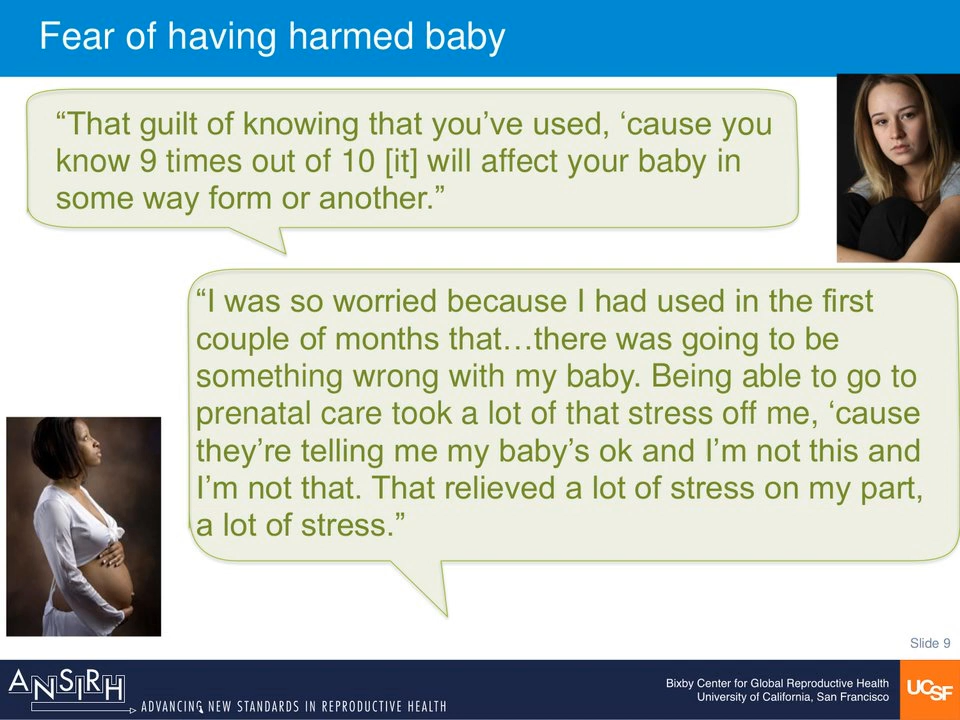 Fear of having harmed baby
“That guilt of knowing that you’ve used, ‘cause you
know 9 times out of 10 [it] will affect your baby in
some way form or another.”
“I was so worried because I had used in the first
couple of months that…there was going to be
something wrong with my baby. Being able to go to
prenatal care took a lot of that stress off me, ‘cause
they’re telling me my baby’s ok and I’m not this and
I’m not that. That relieved a lot of stress on my part,
a lot of stress.”
Slide 9
ANSIRH
ADVANCING NEW STANDARDS IN REPRODUCTIVE HEALTH
Bixby Center for Global Reproductive Health
University of California, San Francisco
UCSF